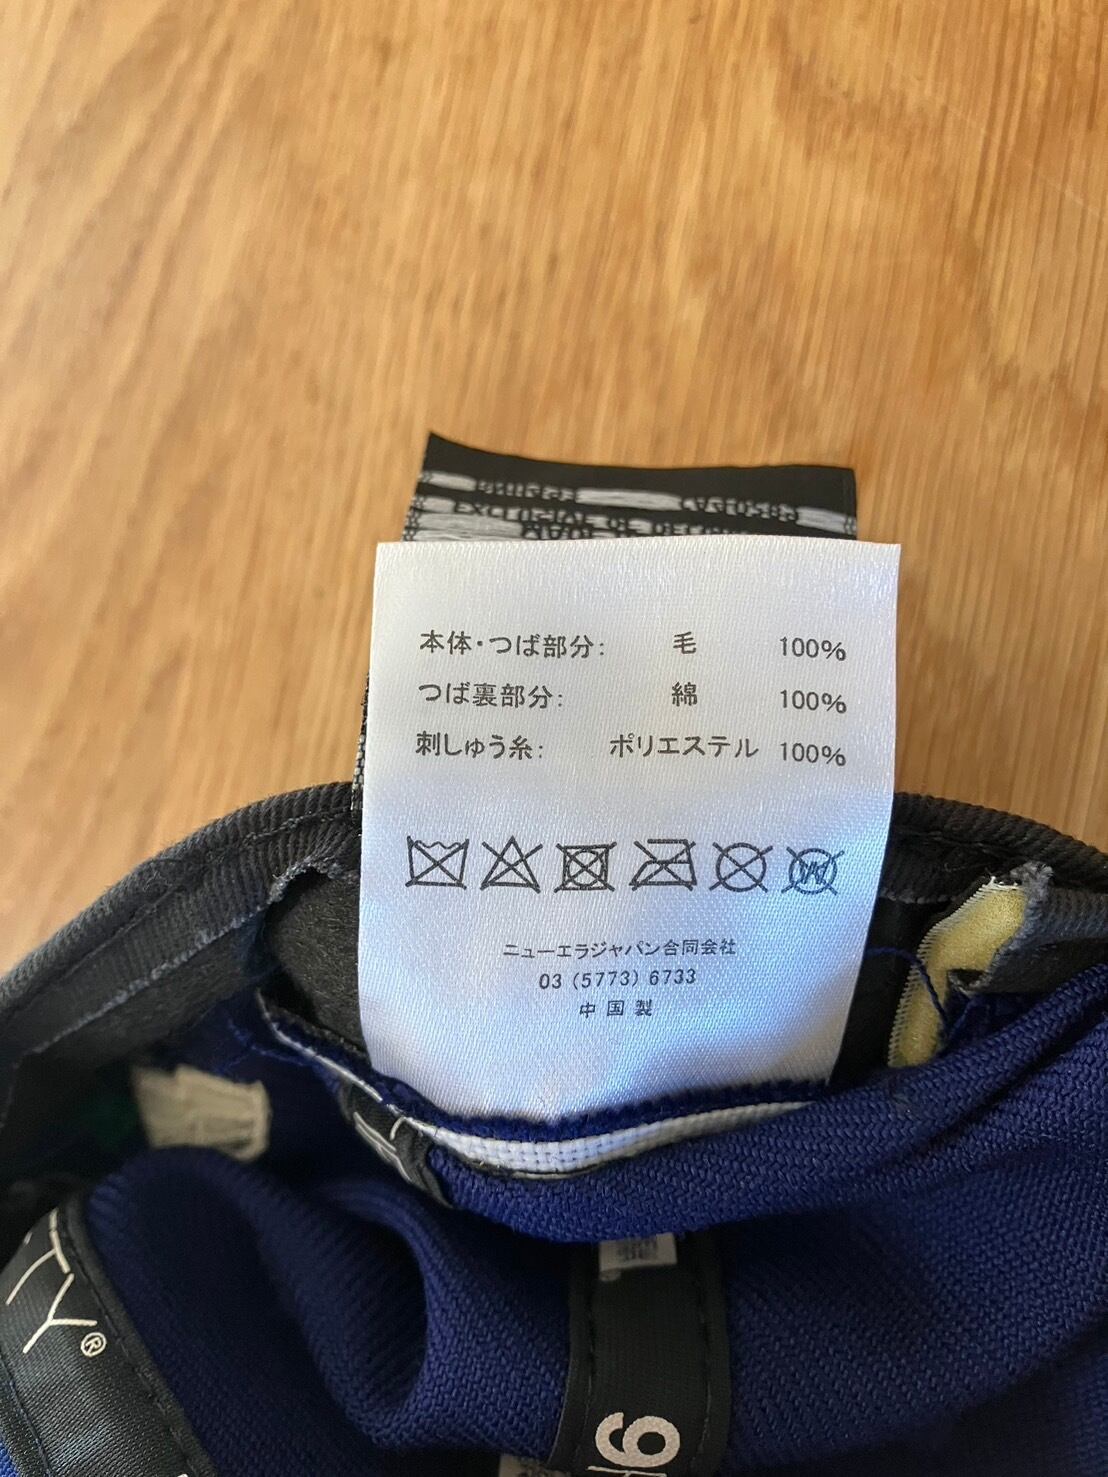 本体・つば部分: 毛 100%
つば裏部分: 綿 100%
刺しゅう糸: ポリエステル 100%
W
ニューエラジャパン合同会社
03 (5773) 6733
中国製
TY®